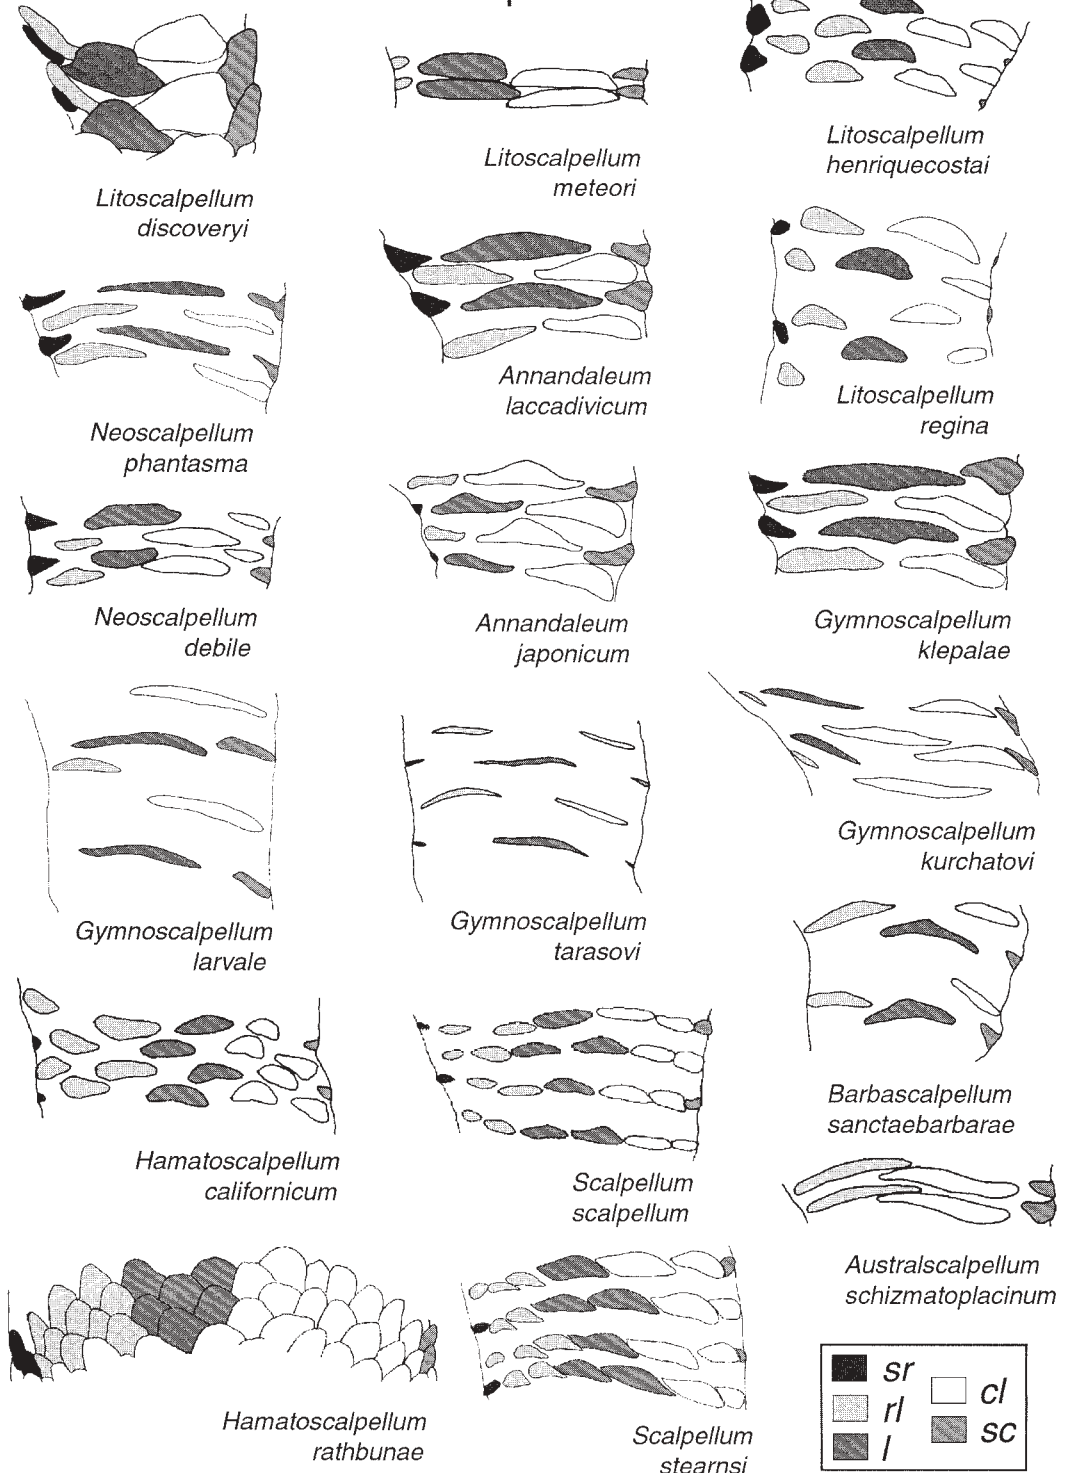 Litoscalpellum
discoveryi
Litoscalpellum
meteori
Litoscalpellum
henriquecostai
Neoscalpellum
phantasma
Annandaleum
laccadivicum
Litoscalpellum
regina
Neoscalpellum
debile
Annandaleum
japonicum
Gymnoscalpellum
klepalae
Gymnoscalpellum
larvale
Gymnoscalpellum
tarasovi
Gymnoscalpellum
kurchatovi
Hamatoscalpellum
californicum
Scalpellum
scalpellum
Barbascalpellum
sanctaebarbarae
Australscalpellum
schizmatoplacinum
Hamatoscalpellum
rathbunae
Scalpellum
stearnsi
sr
rl
l
cl
sc